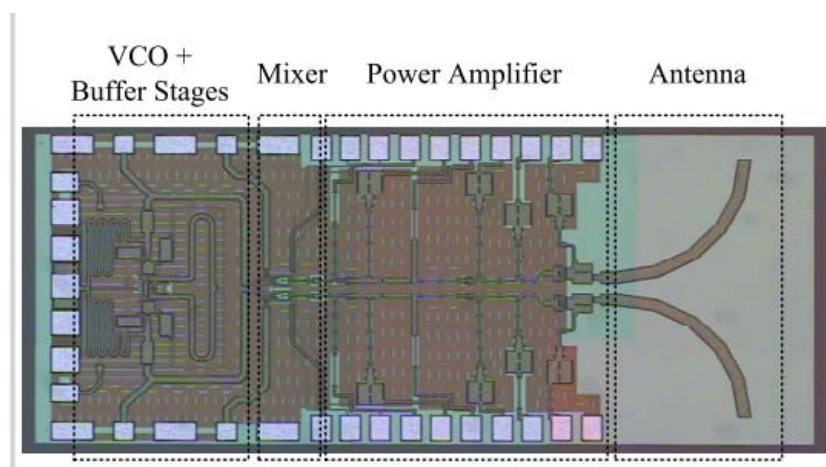 VCO +
Buffer Stages
Mixer
Power Amplifier
Antenna